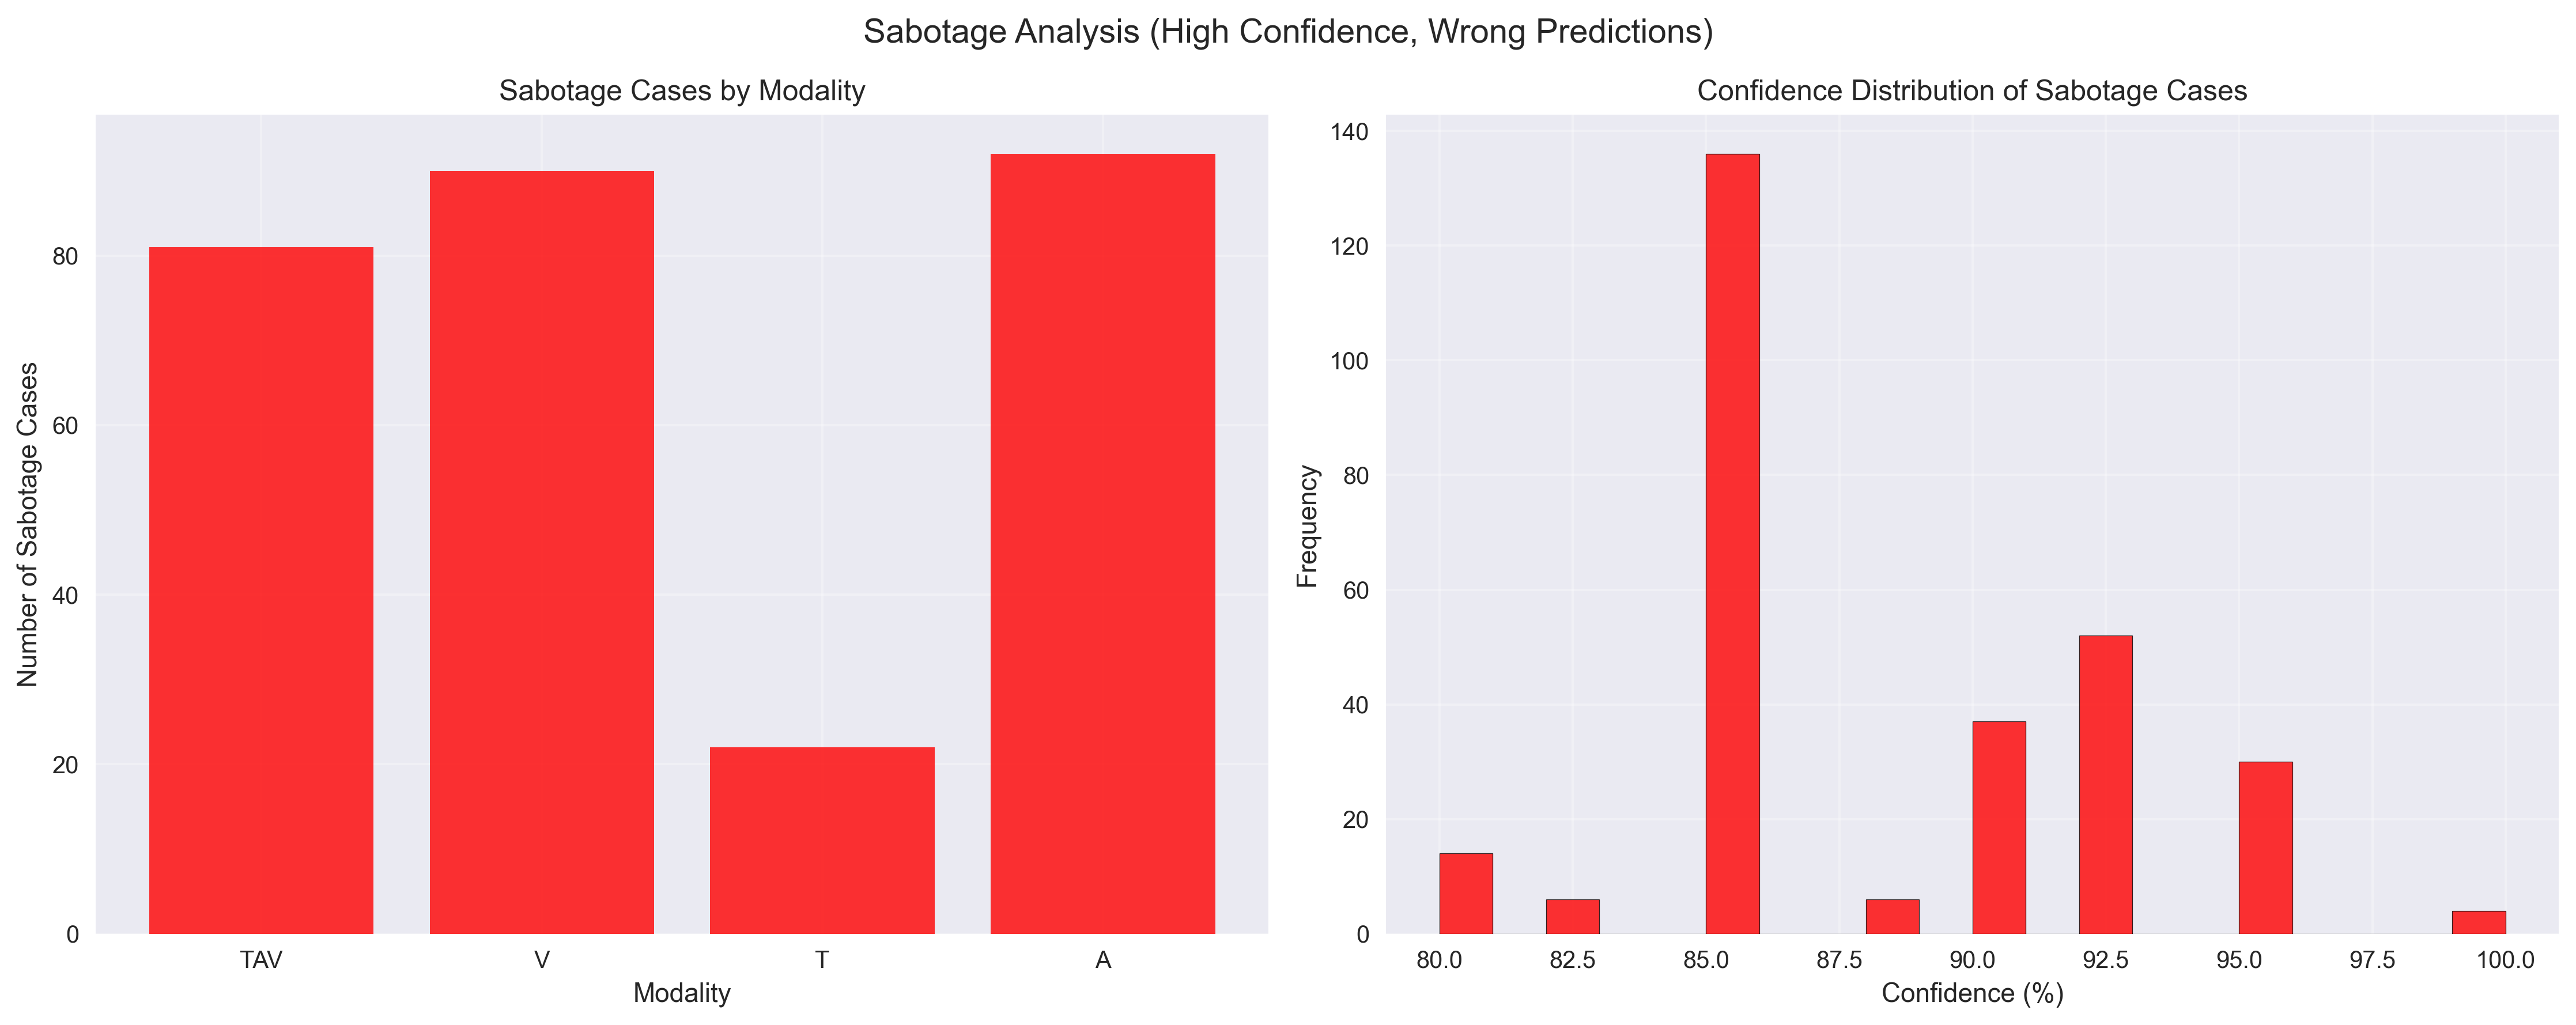 Sabotage Analysis (High Confidence, Wrong Predictions)
Sabotage Cases by Modality
Number of Sabotage Cases
80
60
40
20
0
TAV V T A
Modality
Confidence Distribution of Sabotage Cases
Frequency
140
120
100
80
60
40
20
0
80.0 82.5 85.0 87.5 90.0 92.5 95.0 97.5 100.0
Confidence (%)